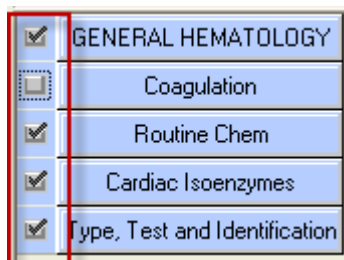 GENERAL HEMATOLOGY
Coagulation
Routine Chem
Cardiac Isoenzymes
Type, Test and Identification